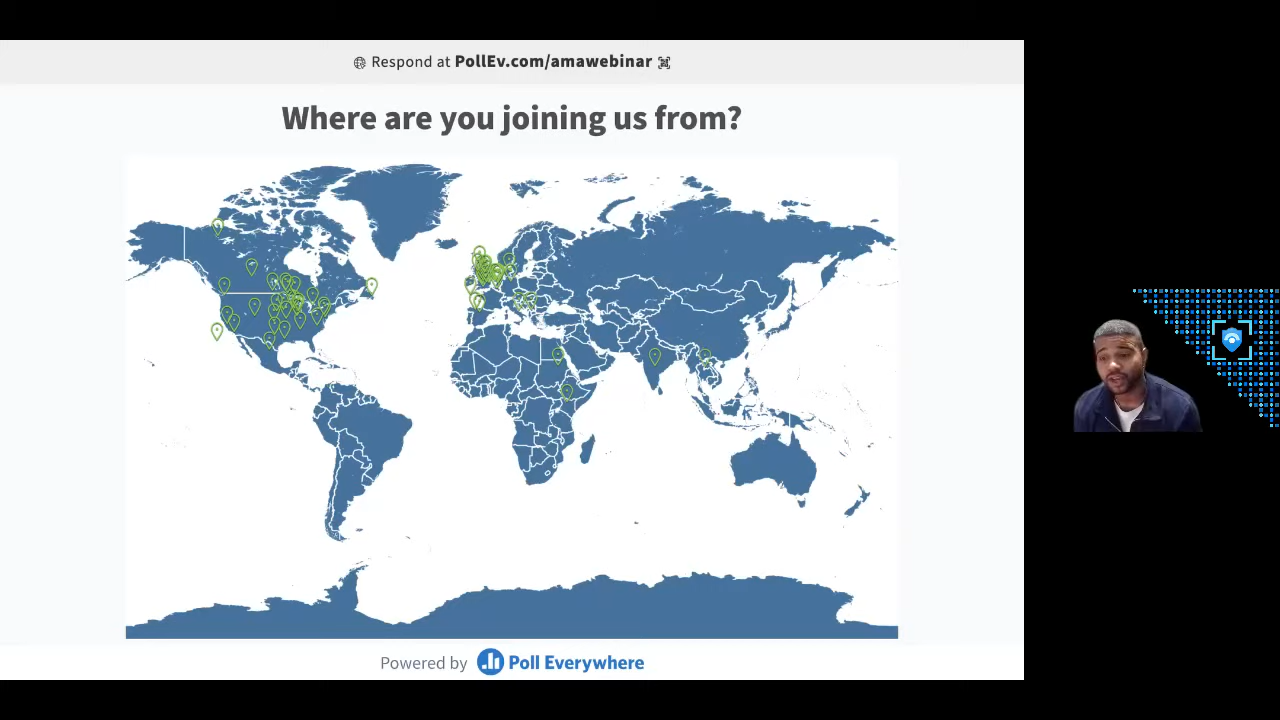 Respond at PollEv.com/amawebinar
Where are you joining us from?
Powered by Poll Everywhere